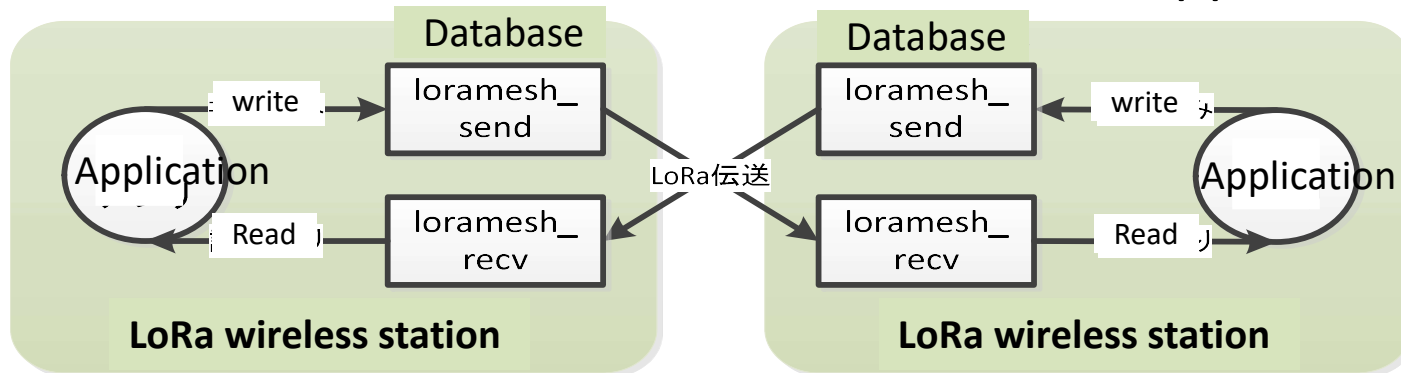 Database
Database
loramesh_
send
loramesh_
send
write
write
Application
LoRa伝送
Application
loramesh_
recv
loramesh_
recv
Read
Read
LoRa wireless station
LoRa wireless station